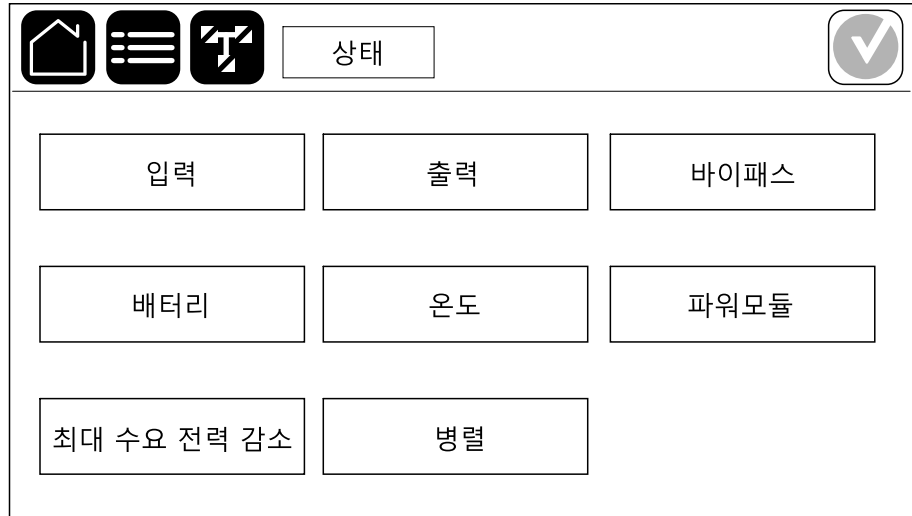 상태
입력
출력
바이패스
배터리
온도
파워모듈
최대 수요 전력 감소
병렬